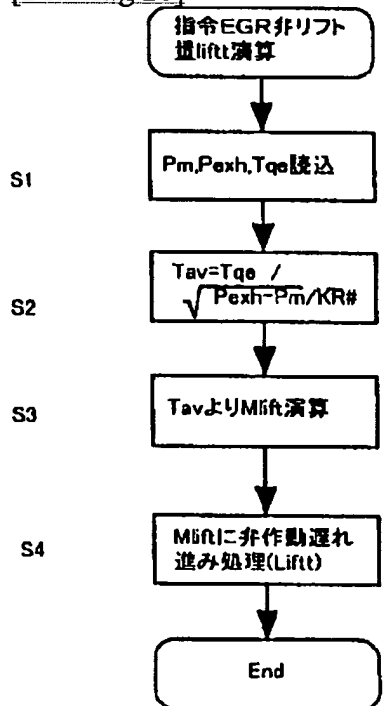 指令EGR非リフト
量liftt演算
S1
Pm,Pexh,Tqe読込
S2
Tav=Tqe /
√Pexh-Pm/KR#
S3
TavよりMlift演算
S4
Mliftに非作動遅れ
進み処理(Liftt)
End